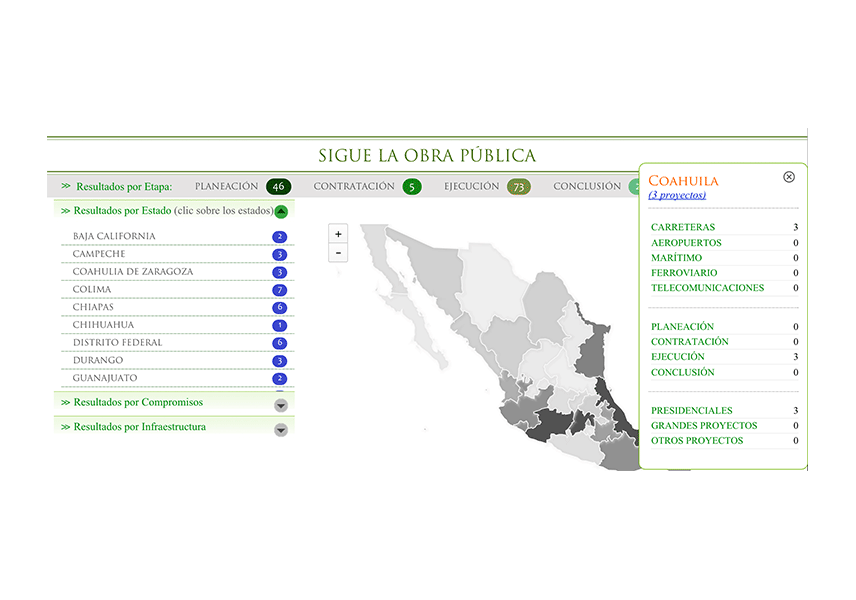 SIGUE LA OBRA PÚBLICA
>> Resultados por Etapa: PLANEACIÓN 46 CONTRATACIÓN 5 EJECUCIÓN 73 CONCLUSIÓN
>> Resultados por Estado (clic sobre los estados)
BAJA CALIFORNIA 2
CAMPECHE 3
COAHUILA DE ZARAGOZA 3
COLIMA 7
CHIAPAS 6
CHIHUAHUA 1
DISTRITO FEDERAL 6
DURANGO 3
GUANAJUATO 2
>> Resultados por Compromisos
>> Resultados por Infraestructura
+
-
COAHUILA
(3 proyectos)
CARRETERAS 3
AEROPUERTOS 0
MARÍTIMO 0
FERROVIARIO 0
TELECOMUNICACIONES 0
PLANEACIÓN 0
CONTRATACIÓN 0
EJECUCIÓN 3
CONCLUSIÓN 0
PRESIDENCIALES 3
GRANDES PROYECTOS 0
OTROS PROYECTOS 0